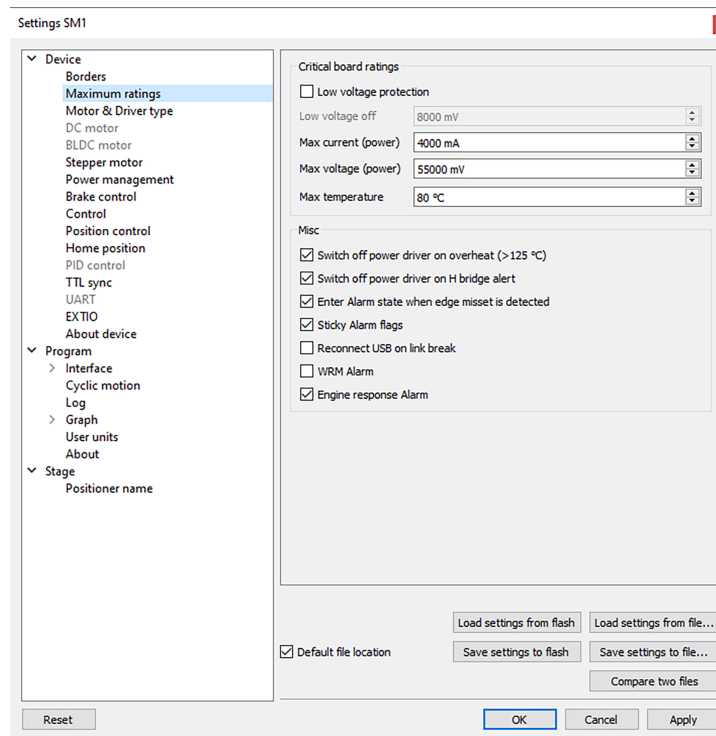 Settings SM1
Device
Borders
Maximum ratings
Motor & Driver type
DC motor
BLDC motor
Stepper motor
Power management
Brake control
Control
Position control
Home position
PID control
TTL sync
UART
EXTIO
About device
Program
Interface
Cyclic motion
Log
Graph
User units
About
Stage
Positioner name
Critical board ratings
Low voltage protection
Low voltage off 8000 mV
Max current (power) 4000 mA
Max voltage (power) 55000 mV
Max temperature 80 °C
Misc
Switch off power driver on overheat (>125 °C)
Switch off power driver on H bridge alert
Enter Alarm state when edge misset is detected
Sticky Alarm flags
Reconnect USB on link break
WRM Alarm
Engine response Alarm
Load settings from flash Load settings from file...
Default file location Save settings to flash Save settings to file...
Compare two files
Reset OK Cancel Apply